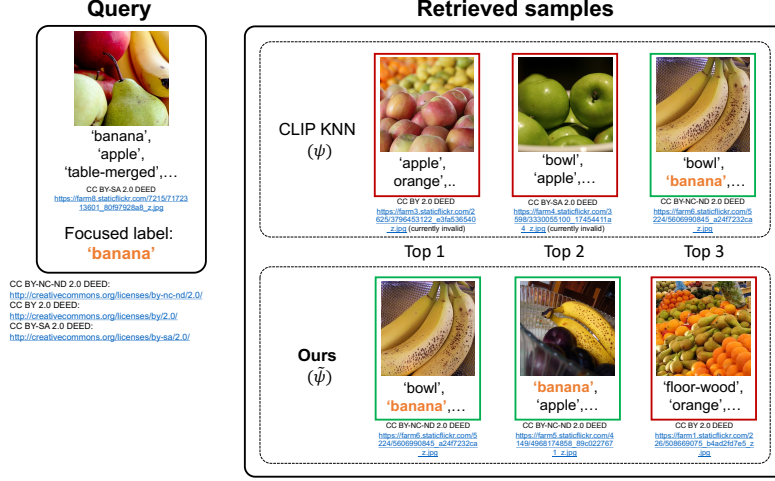 Query
Retrieved samples
‘banana’,
‘apple’,
‘table-merged’,…
CC BY-SA 2.0 DEED
https://farm8.staticflickr.com/7215/71723
13601_80f97928a8_z.jpg
Focused label:
‘banana’
CC BY-NC-ND 2.0 DEED:
http://creativecommons.org/licenses/by-nc-nd/2.0/
CC BY 2.0 DEED:
http://creativecommons.org/licenses/by/2.0/
CC BY-SA 2.0 DEED:
http://creativecommons.org/licenses/by-sa/2.0/
CLIP KNN
(ψ)
‘apple’,
orange’,..
CC BY 2.0 DEED
https://farm3.staticflickr.com/2
625/3796453122_e3fa536540
_z.jpg (currently invalid)
‘bowl’,
‘apple’,…
CC BY-SA 2.0 DEED
https://farm4.staticflickr.com/3
598/3330055100_17454411a
4_z.jpg (currently invalid)
‘bowl’,
‘banana’,…
CC BY-NC-ND 2.0 DEED
https://farm6.staticflickr.com/5
224/5606990845_a24f7232ca
_z.jpg
Top 1
Top 2
Top 3
Ours
(ψ̃)
‘bowl’,
‘banana’,…
CC BY-NC-ND 2.0 DEED
https://farm6.staticflickr.com/5
224/5606990845_a24f7232ca
_z.jpg
‘banana’,
‘apple’,…
CC BY-NC-ND 2.0 DEED
https://farm5.staticflickr.com/4
149/4968174858_89c022767
1_z.jpg
‘floor-wood’,
‘orange’,…
CC BY 2.0 DEED
https://farm1.staticflickr.com/2
26/508669075_b4ad2fd7e5_z
.jpg